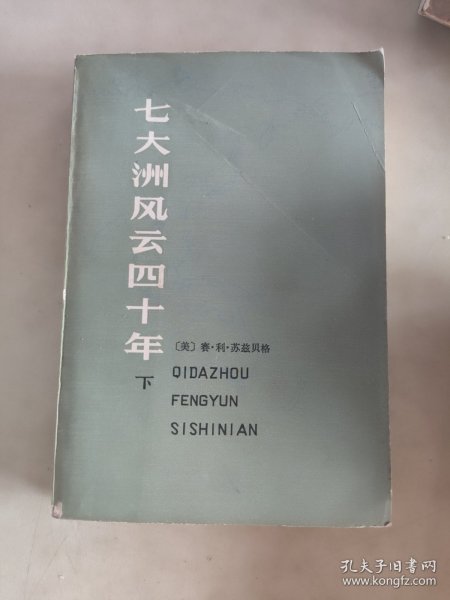 七大洲风云四十年
下
〔美〕赛·利·苏兹贝格
QIDAZHOU
FENGYUN
SISHINIAN
孔夫子旧书网
www.kongfz.com